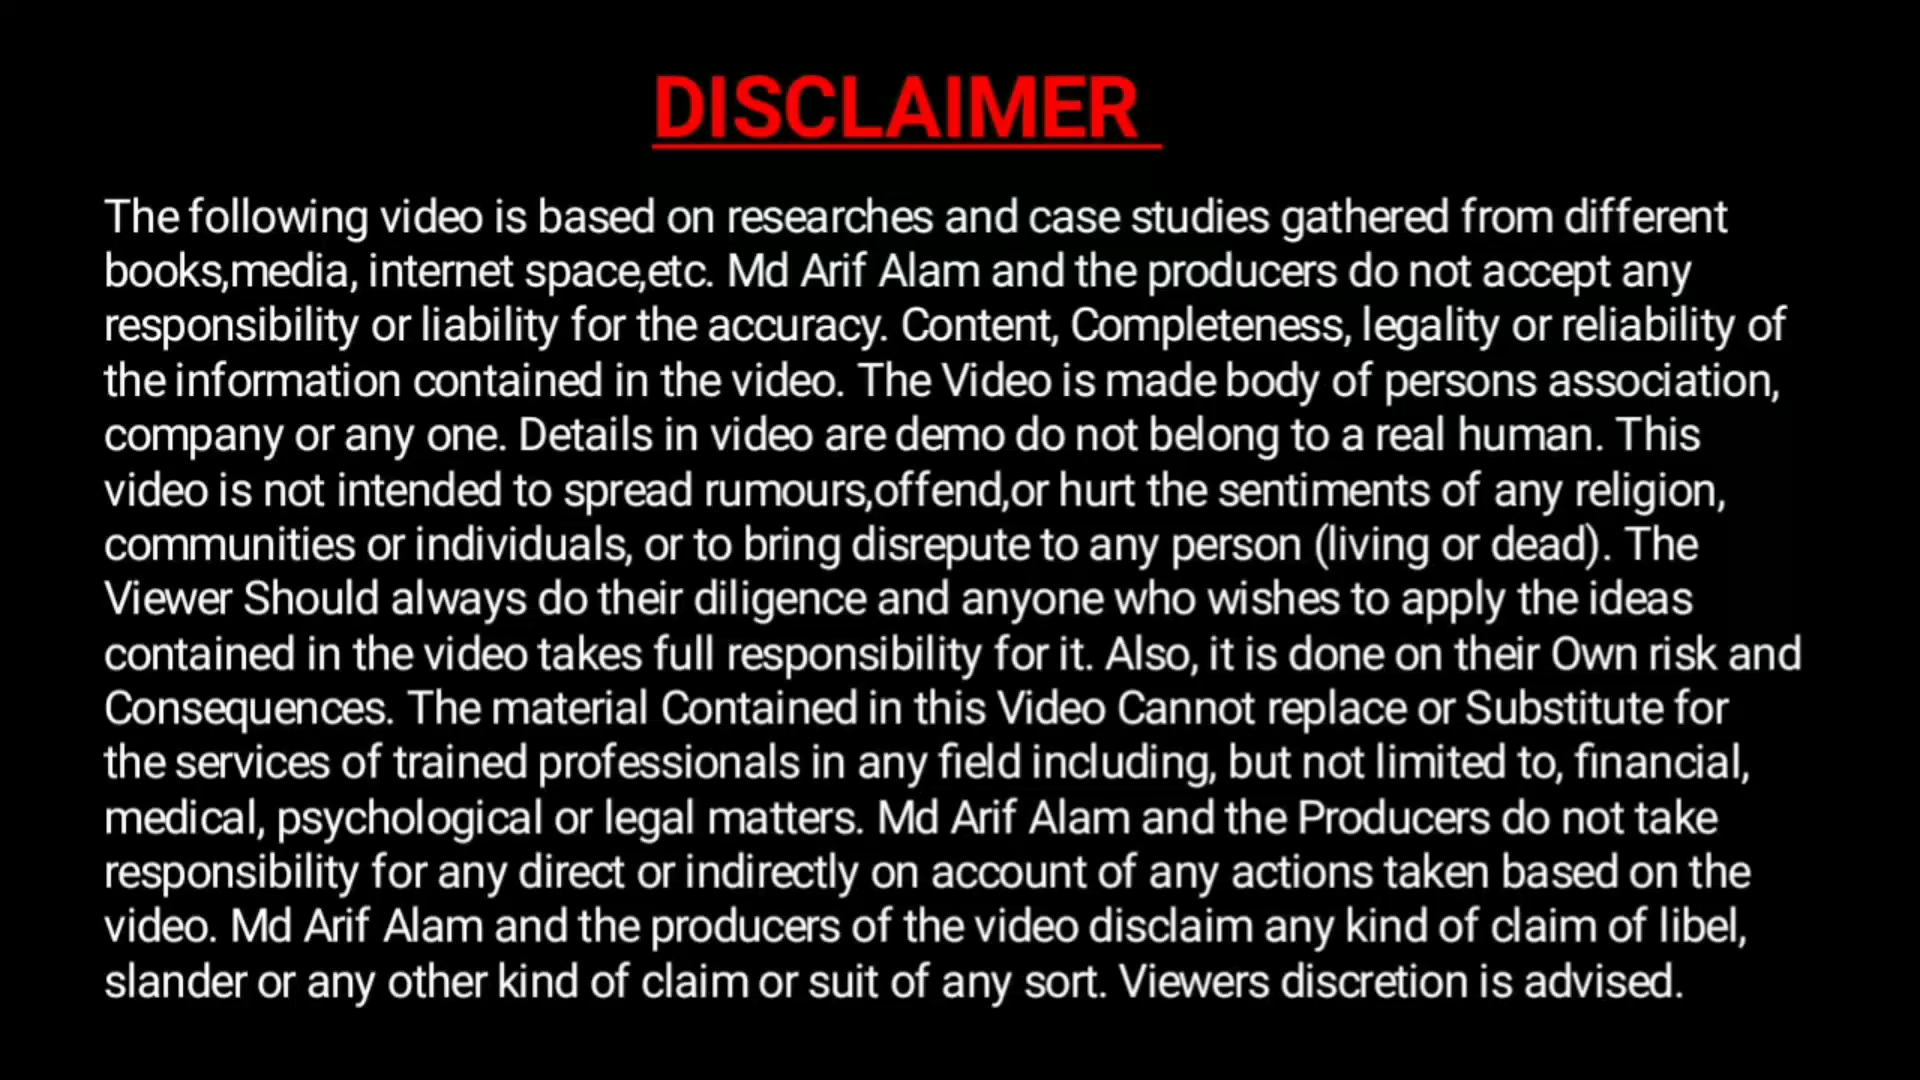 DISCLAIMER
The following video is based on researches and case studies gathered from different
books,media, internet space,etc. Md Arif Alam and the producers do not accept any
responsibility or liability for the accuracy. Content, Completeness, legality or reliability of
the information contained in the video. The Video is made body of persons association,
company or any one. Details in video are demo do not belong to a real human. This
video is not intended to spread rumours,offend,or hurt the sentiments of any religion,
communities or individuals, or to bring disrepute to any person (living or dead). The
Viewer Should always do their diligence and anyone who wishes to apply the ideas
contained in the video takes full responsibility for it. Also, it is done on their Own risk and
Consequences. The material Contained in this Video Cannot replace or Substitute for
the services of trained professionals in any field including, but not limited to, financial,
medical, psychological or legal matters. Md Arif Alam and the Producers do not take
responsibility for any direct or indirectly on account of any actions taken based on the
video. Md Arif Alam and the producers of the video disclaim any kind of claim of libel,
slander or any other kind of claim or suit of any sort. Viewers discretion is advised.